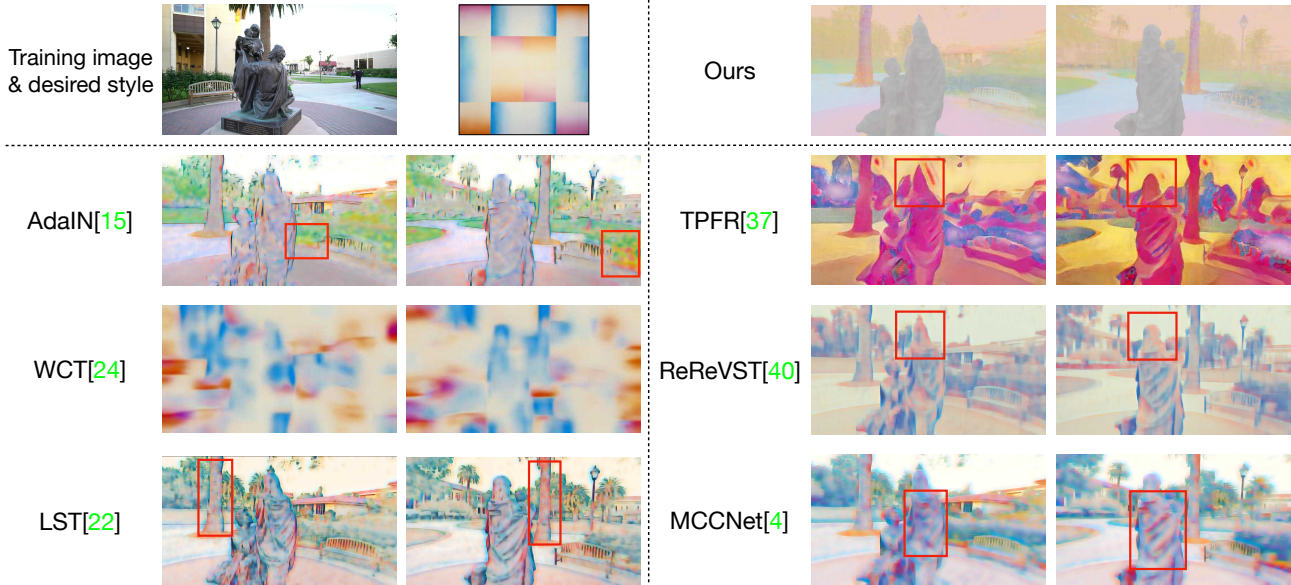 Training image
& desired style
Ours
AdaIN[15]
TPFR[37]
WCT[24]
ReReVST[40]
LST[22]
MCCNet[4]